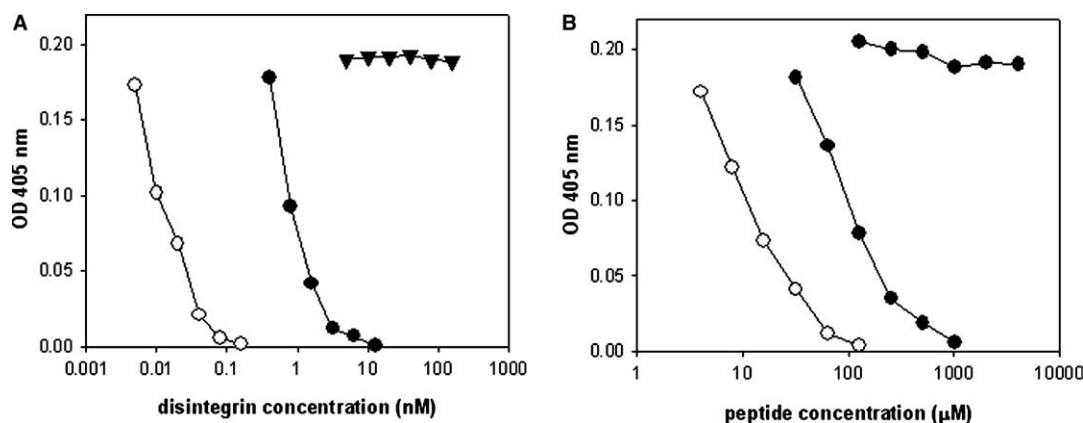 A
OD 405 nm
0.20
0.15
0.10
0.05
0.00
0.001 0.01 0.1 1 10 100 1000
disintegrin concentration (nM)
B
OD 405 nm
0.20
0.15
0.10
0.05
0.00
1 10 100 1000 10000
peptide concentration (μM)